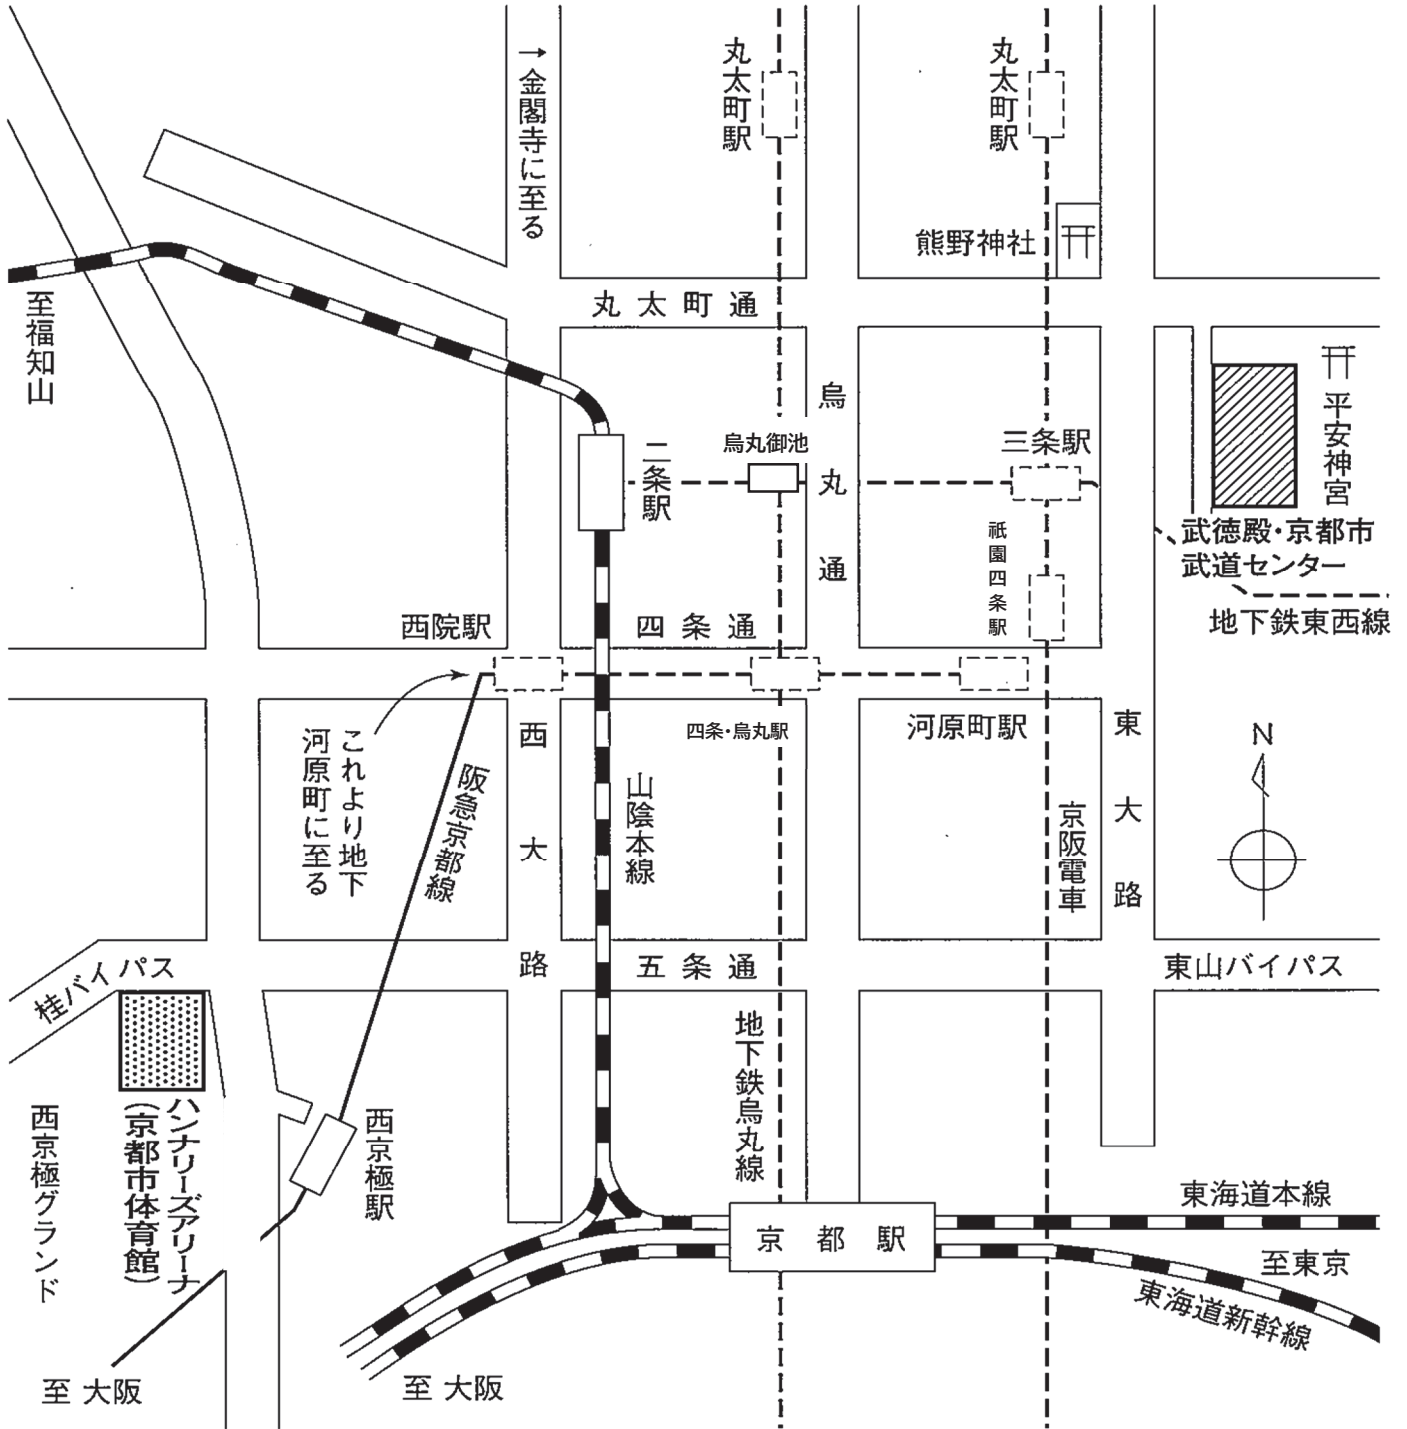 →金閣寺に至る
丸太町駅
丸太町駅
熊野神社
至福知山
丸太町通
烏丸通
二条駅
烏丸御池
三条駅
平安神宮
武徳殿・京都市
武道センター
地下鉄東西線
祇園四条駅
西院駅
四条通
四条・烏丸駅
河原町駅
これより地下
河原町に至る
阪急京都線
西大路
山陰本線
京阪電車
東大路
N
桂バイパス
五条通
東山バイパス
ハンナリーズアリーナ
（京都市体育館）
西京極グランド
西京極駅
地下鉄烏丸線
京都駅
東海道本線
至東京
東海道新幹線
至 大阪
至 大阪